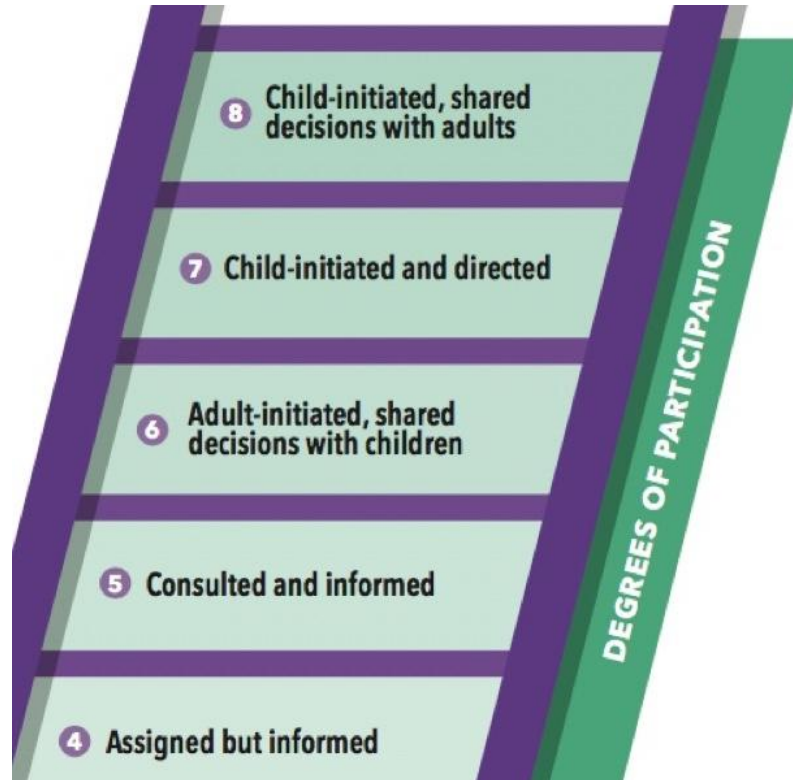 8 Child-initiated, shared
decisions with adults
7 Child-initiated and directed
6 Adult-initiated, shared
decisions with children
5 Consulted and informed
4 Assigned but informed
DEGREES OF PARTICIPATION